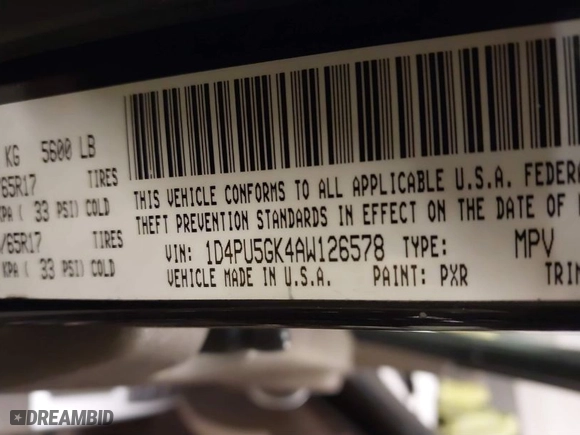 KG 5600 LB
/65R17 TIRES
KPA ( 33 PSI) COLD
/65R17 TIRES
KPA ( 33 PSI) COLD
THIS VEHICLE CONFORMS TO ALL APPLICABLE U.S.A. FEDERA
THEFT PREVENTION STANDARDS IN EFFECT ON THE DATE OF
VIN: 1D4PU5GK4AW126578 TYPE: MPV
VEHICLE MADE IN U.S.A. PAINT: PXR TRIM
DREAMBID